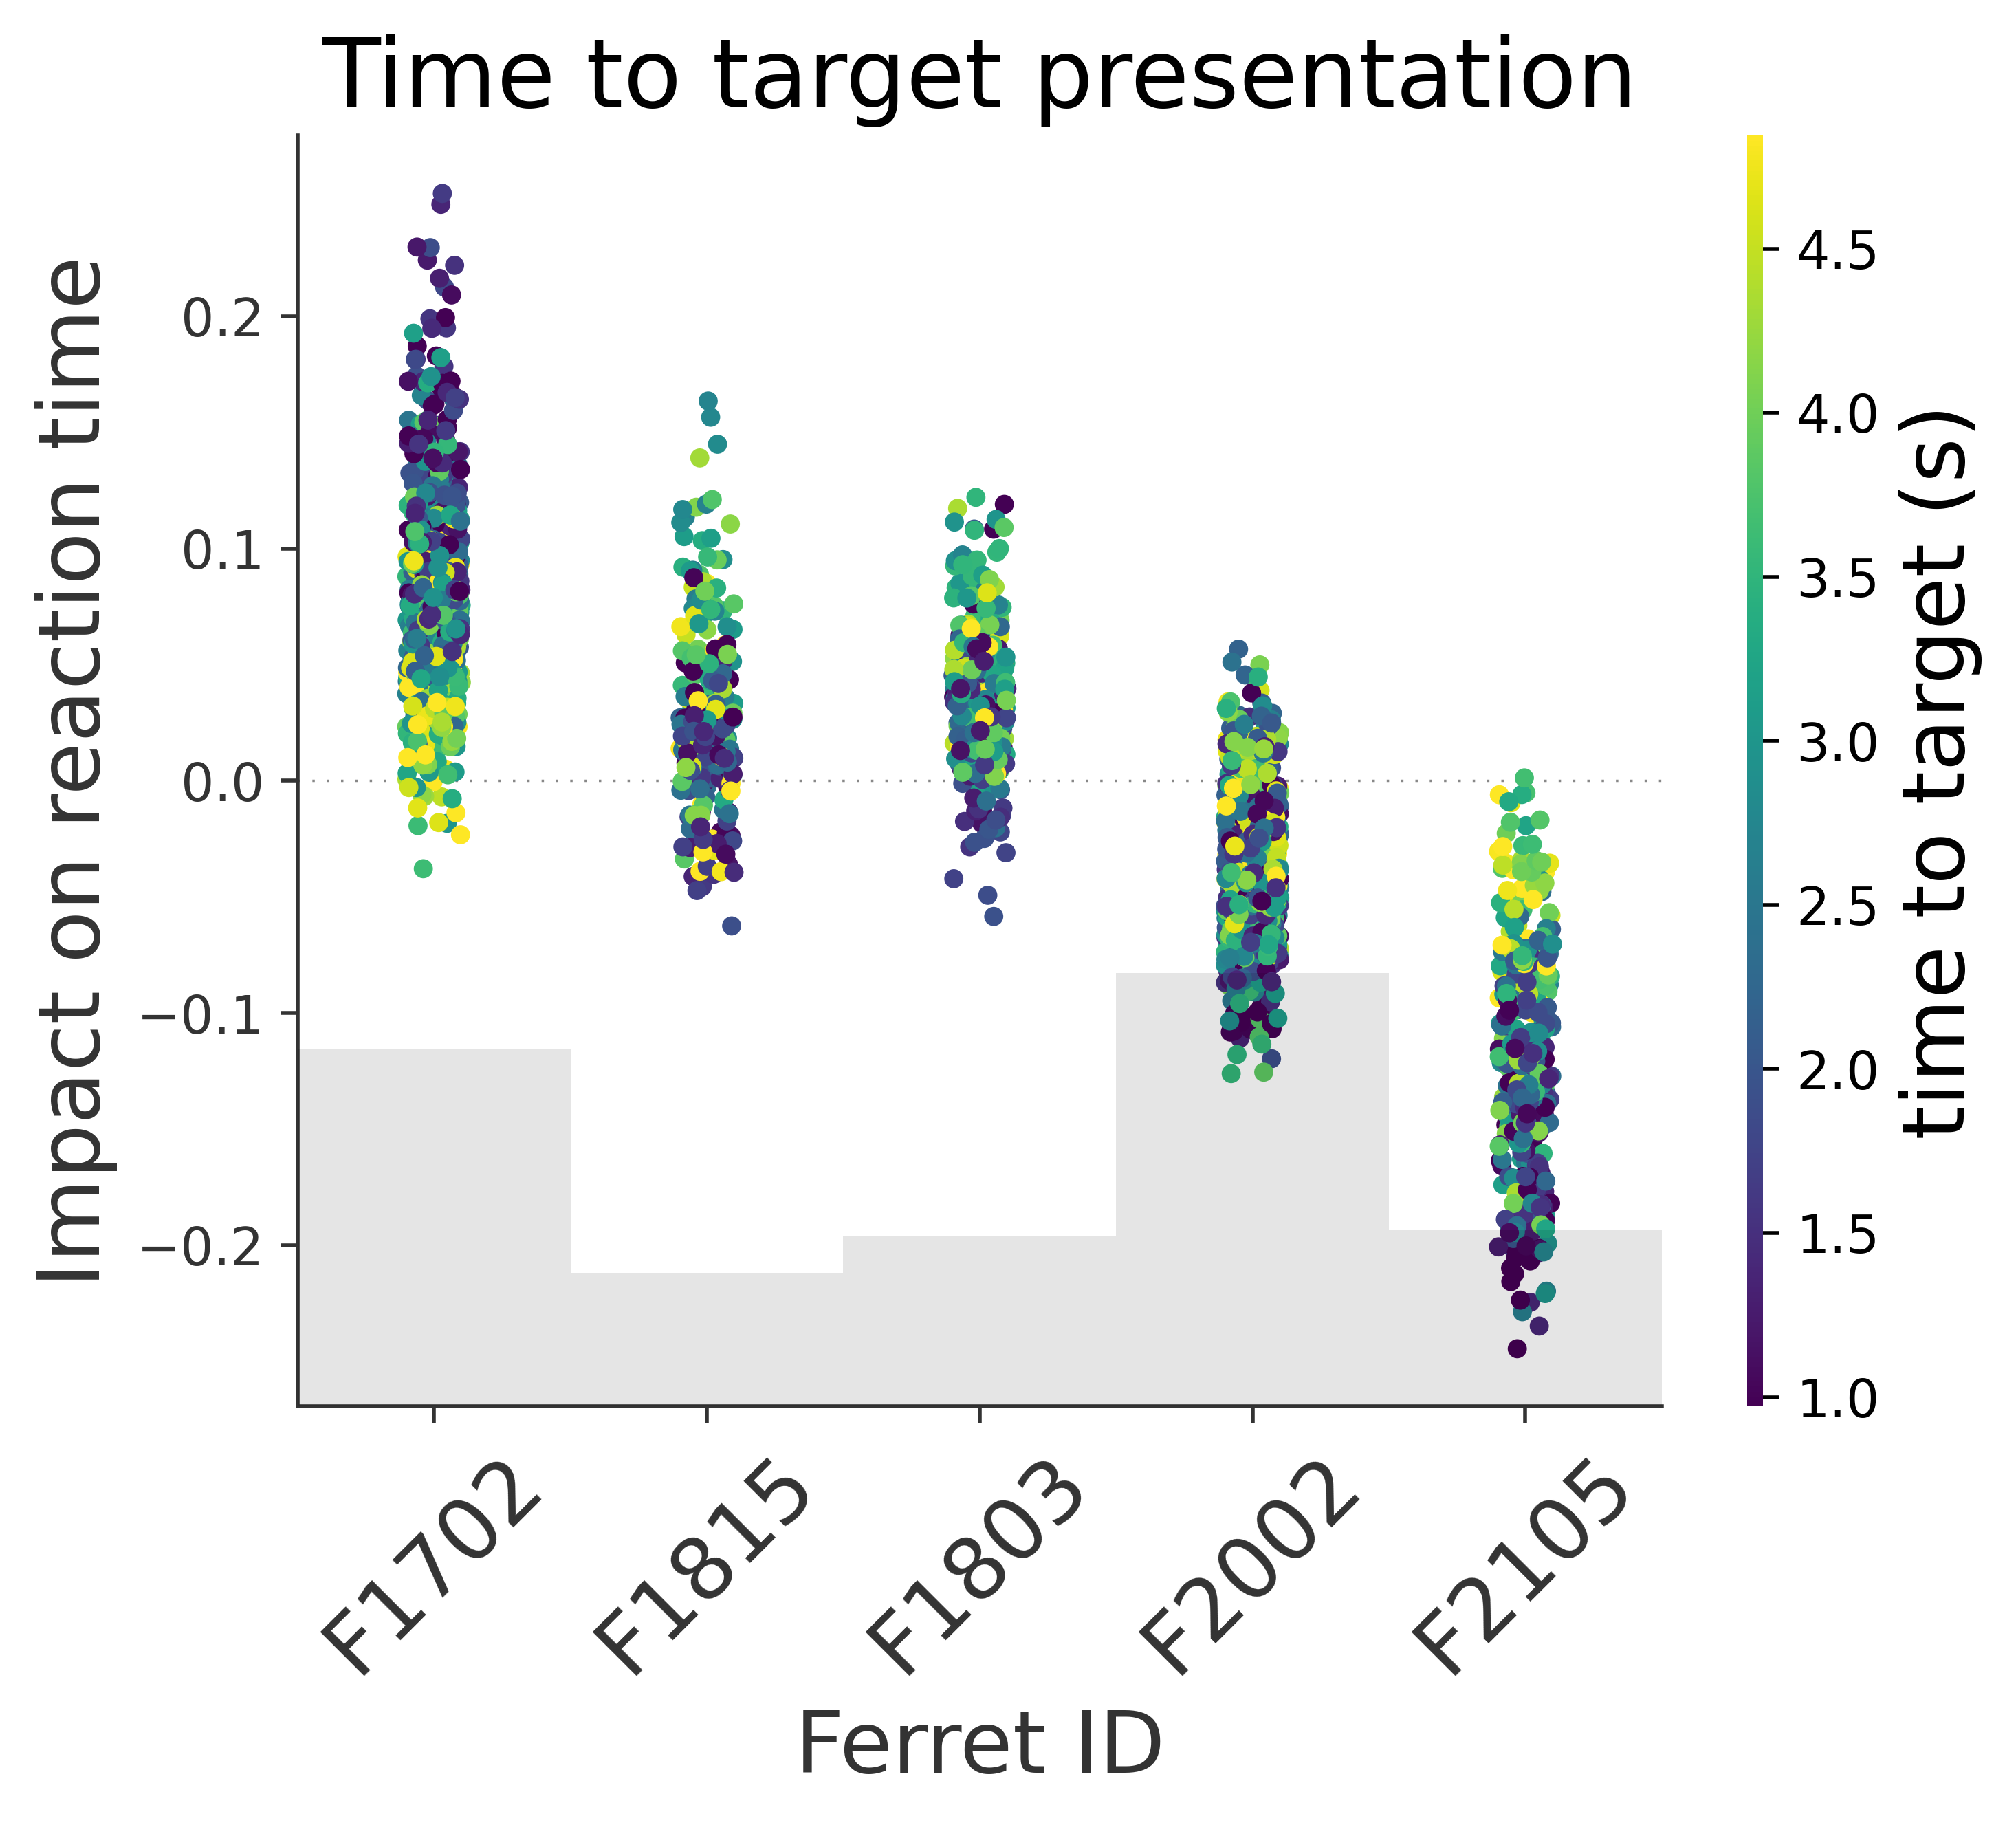 Time to target presentation
Impact on reaction time
0.2
0.1
0.0
−0.1
−0.2
F1702
F1815
F1803
F2002
F2105
Ferret ID
4.5
4.0
3.5
3.0
2.5
2.0
1.5
1.0
time to target (s)